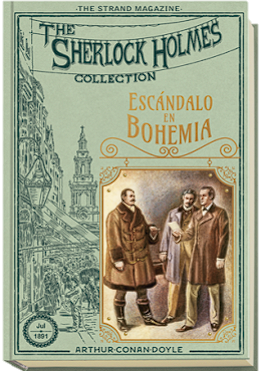 THE STRAND MAGAZINE
THE
SHERLOCK HOLMES
COLLECTION
ESCÁNDALO
EN
BOHEMIA
Jul
1891
ARTHUR·CONAN·DOYLE